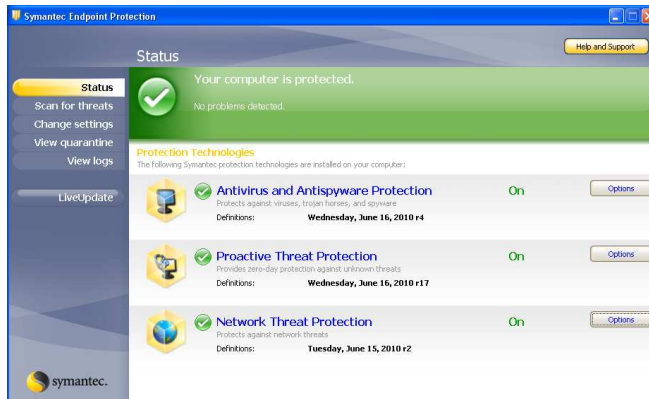 Symantec Endpoint Protection
Status
Help and Support
Status
Scan for threats
Change settings
View quarantine
View logs
LiveUpdate
Your computer is protected.
No problems detected.
Protection Technologies
The following Symantec protection technologies are installed on your computer:
Antivirus and Antispyware Protection
On
Options
Protects against viruses, trojan horses, and spyware
Definitions: Wednesday, June 16, 2010 r4
Proactive Threat Protection
On
Options
Provides zero-day protection against unknown threats
Definitions: Wednesday, June 16, 2010 r17
Network Threat Protection
On
Options
Protects against network threats
Definitions: Tuesday, June 15, 2010 r2
symantec.